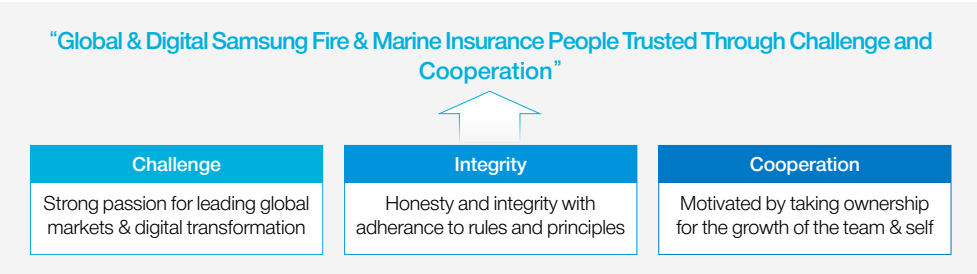 “Global & Digital Samsung Fire & Marine Insurance People Trusted Through Challenge and
Cooperation”
Challenge
Strong passion for leading global
markets & digital transformation
Integrity
Honesty and integrity with
adherence to rules and principles
Cooperation
Motivated by taking ownership
for the growth of the team & self